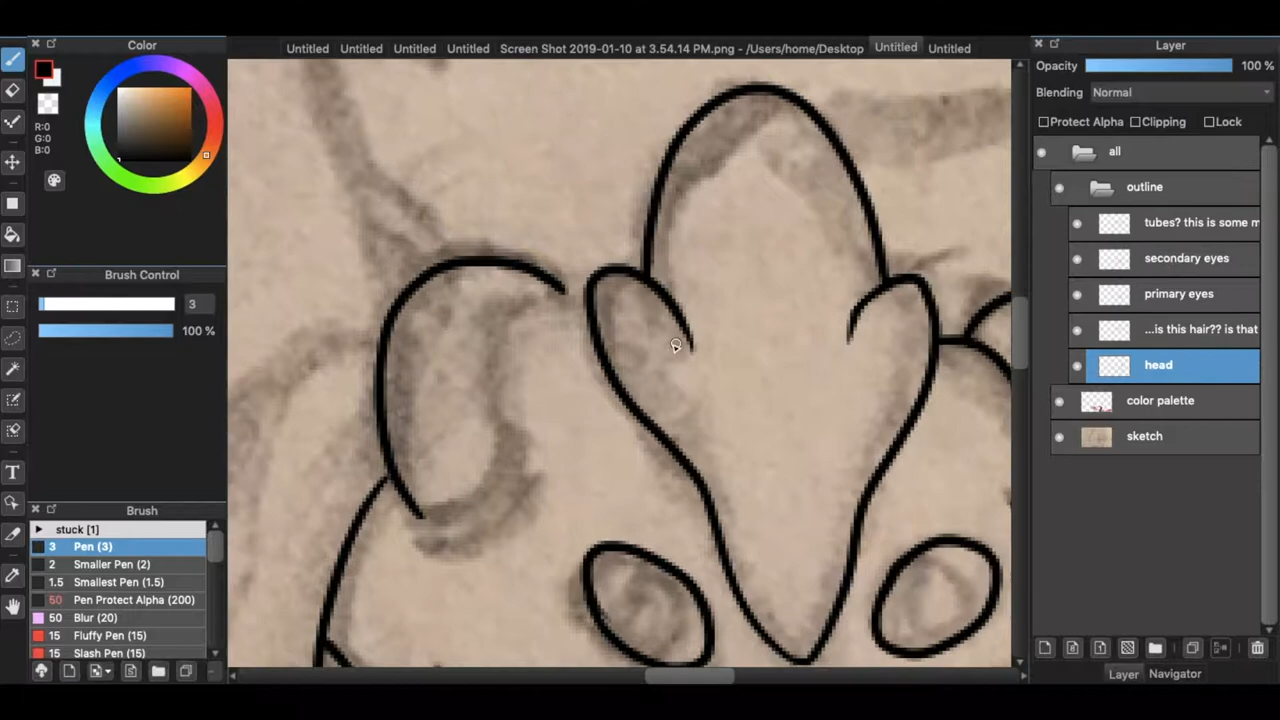 Color
Untitled
Untitled
Untitled
Untitled
Screen Shot 2019-01-10 at 3.54.14 PM.png - /Users/home/Desktop
Untitled
Untitled
Layer
Opacity
100 %
Blending
Normal
Protect Alpha
Clipping
Lock
R:0
G:0
B:0
all
outline
tubes? this is some m
secondary eyes
primary eyes
...is this hair?? is that
head
color palette
sketch
Brush Control
3
100 %
T
Brush
stuck [1]
3 Pen (3)
2 Smaller Pen (2)
1.5 Smallest Pen (1.5)
50 Pen Protect Alpha (200)
50 Blur (20)
15 Fluffy Pen (15)
15 Slash Pen (15)
Layer
Navigator